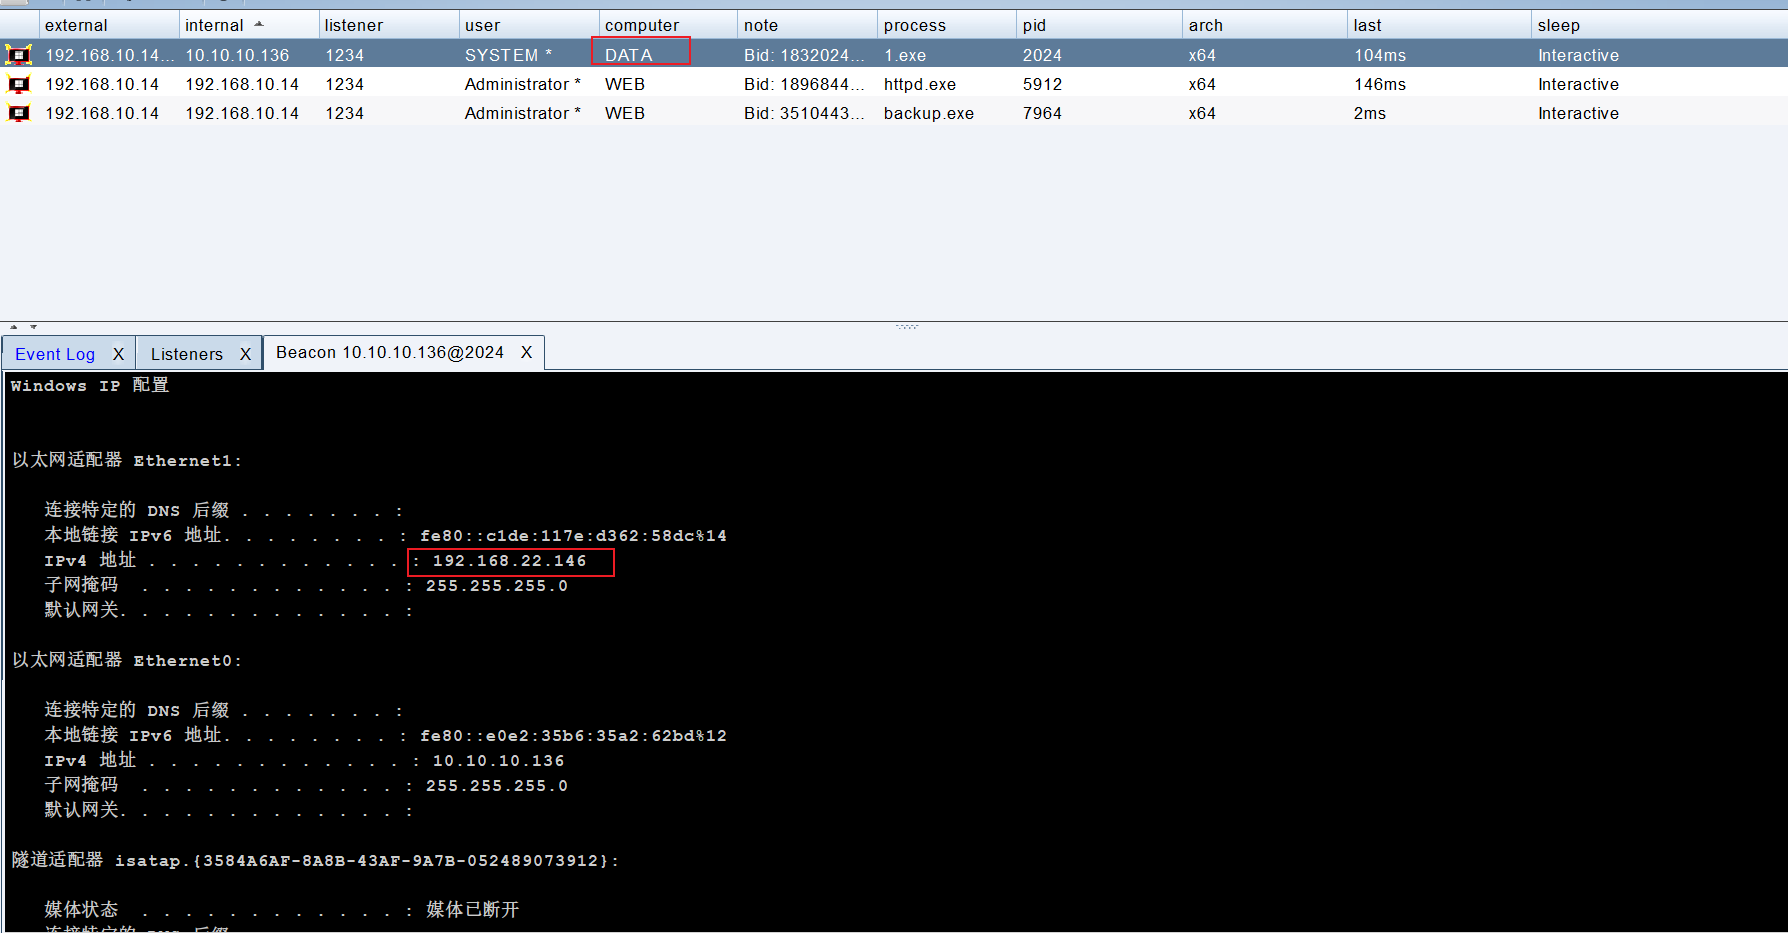 external internal listener user computer note process pid arch last sleep
192.168.10.14... 10.10.10.136 1234 SYSTEM * DATA Bid: 1832024... 1.exe 2024 x64 104ms Interactive
192.168.10.14 192.168.10.14 1234 Administrator * WEB Bid: 1896844... httpd.exe 5912 x64 146ms Interactive
192.168.10.14 192.168.10.14 1234 Administrator * WEB Bid: 3510443... backup.exe 7964 x64 2ms Interactive
Event Log X Listeners X Beacon 10.10.10.136@2024 X
Windows IP 配置
以太网适配器 Ethernet1:
连接特定的 DNS 后缀 . . . . . . . :
本地链接 IPv6 地址. . . . . . . . : fe80::c1de:117e:d362:58dc%14
IPv4 地址 . . . . . . . . . . . . : 192.168.22.146
子网掩码  . . . . . . . . . . . . : 255.255.255.0
默认网关. . . . . . . . . . . . . :
以太网适配器 Ethernet0:
连接特定的 DNS 后缀 . . . . . . . :
本地链接 IPv6 地址. . . . . . . . : fe80::e0e2:35b6:35a2:62bd%12
IPv4 地址 . . . . . . . . . . . . : 10.10.10.136
子网掩码  . . . . . . . . . . . . : 255.255.255.0
默认网关. . . . . . . . . . . . . :
隧道适配器 isatap.{3584A6AF-8A8B-43AF-9A7B-052489073912}:
媒体状态  . . . . . . . . . . . . : 媒体已断开